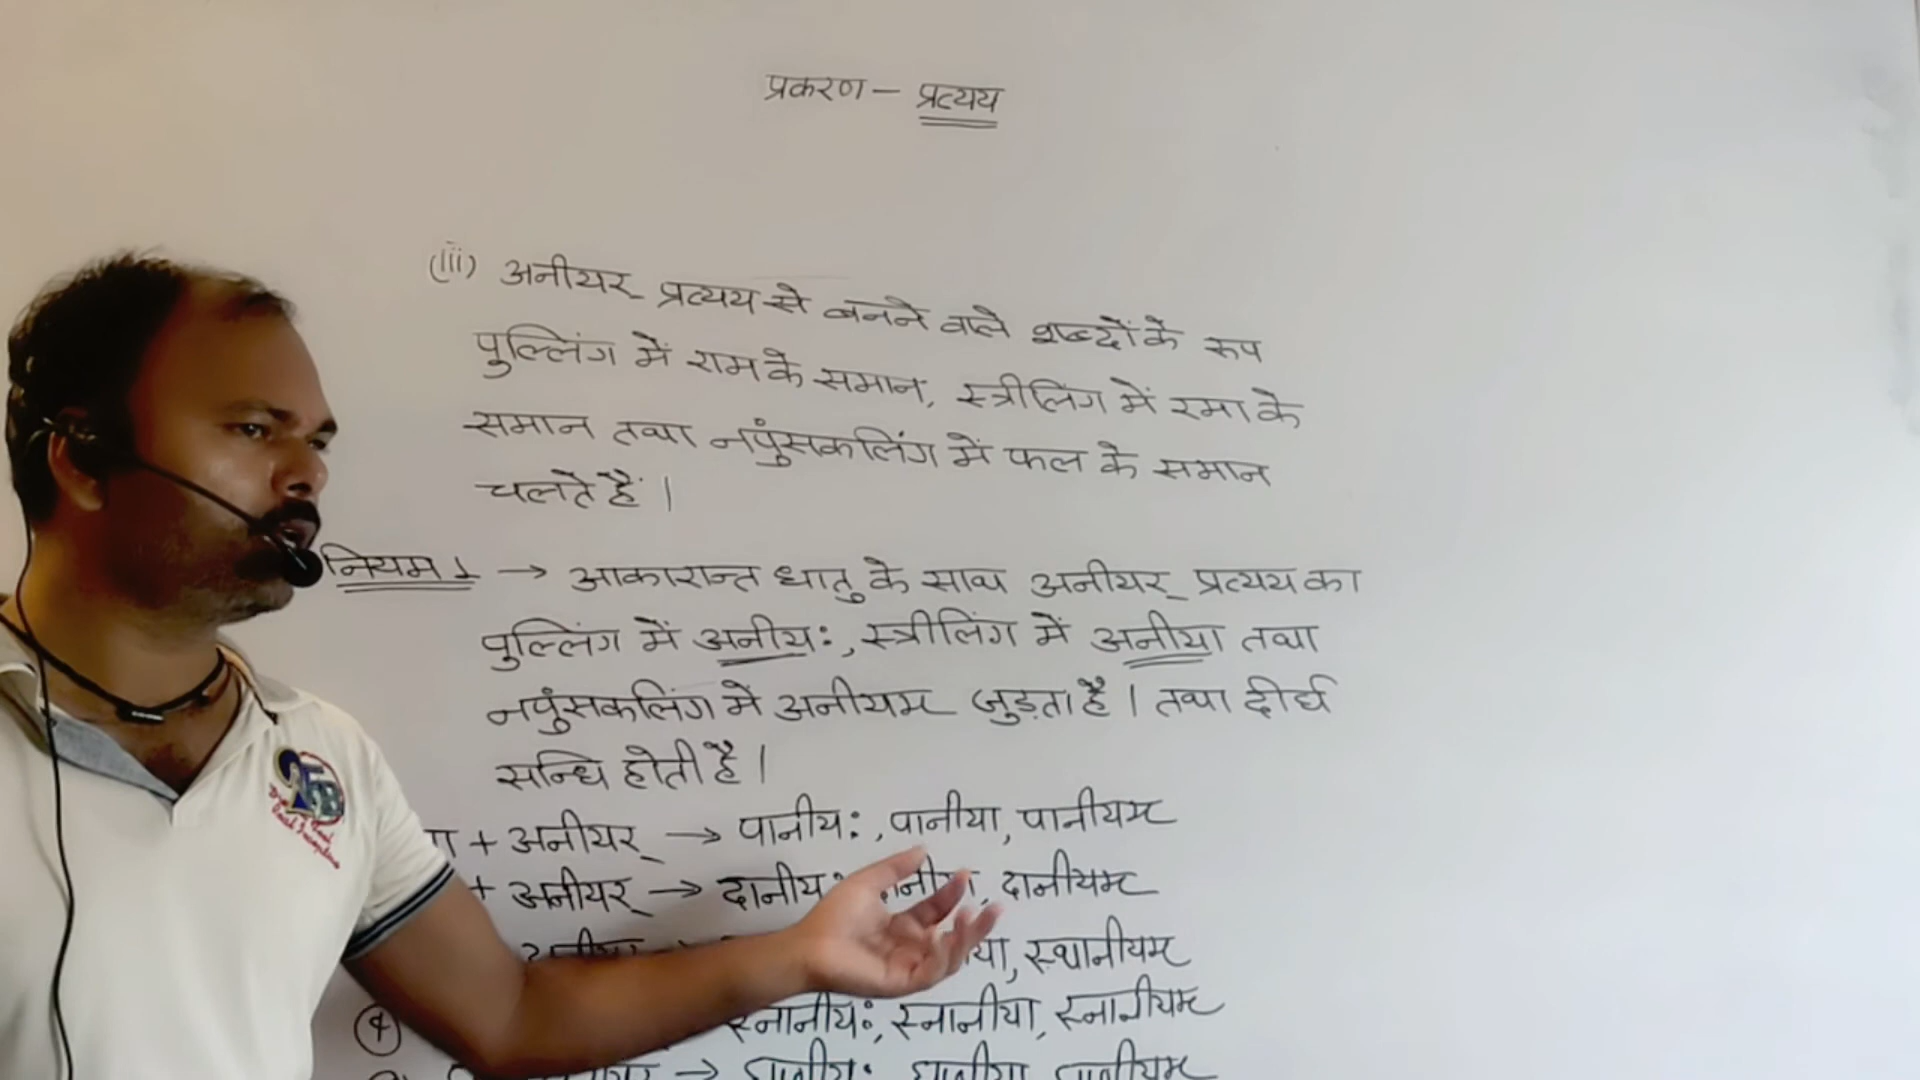 प्रकरण — प्रत्यय
(iii) अनीयर् प्रत्यय से बनने वाले शब्दों के रूप
पुल्लिंग में राम के समान, स्त्रीलिंग में रमा के
समान तथा नपुंसकलिंग में फल के समान
चलते हैं |
नियम 1 → आकारान्त धातु के साथ अनीयर् प्रत्यय का
पुल्लिंग में अनीय:, स्त्रीलिंग में अनीया तथा
नपुंसकलिंग में अनीयम् जुड़ता है | तथा दीर्घ
सन्धि होती है |
+ अनीयर् → पानीय:, पानीया, पानीयम्
+ अनीयर् → दानीय: दानीयम्
स्थानीयम्
④ स्नानीय:, स्नानीया, स्नानीयम्